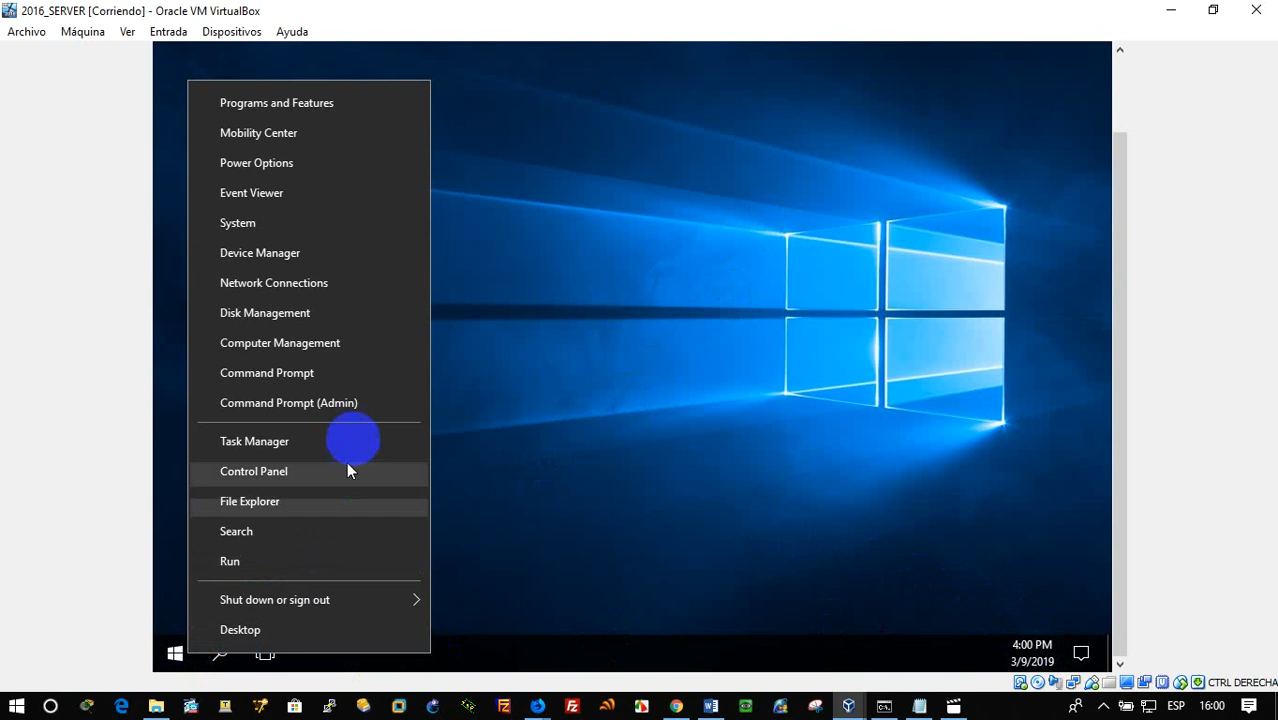 2016_SERVER [Corriendo] - Oracle VM VirtualBox
Archivo Máquina Ver Entrada Dispositivos Ayuda
Programs and Features
Mobility Center
Power Options
Event Viewer
System
Device Manager
Network Connections
Disk Management
Computer Management
Command Prompt
Command Prompt (Admin)
Task Manager
Control Panel
File Explorer
Search
Run
Shut down or sign out
Desktop
4:00 PM
3/9/2019
CTRL DERECHA
ESP 16:00